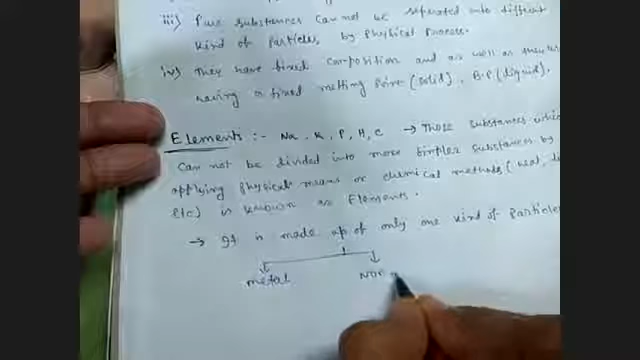 iii) Pure substances can not be separated into different
kind of Particles, by Physical Process.
iv) They have fixed composition and as well as
having a fixed melting Point (solid), B.P (liquid).
Elements :- Na, K, P, H, C → Those substances which
can not be divided into more simpler substances by
applying physical means or chemical methods (heat,
etc) is known as Elements.
→ It is made up of only one kind of Particle
metal Non